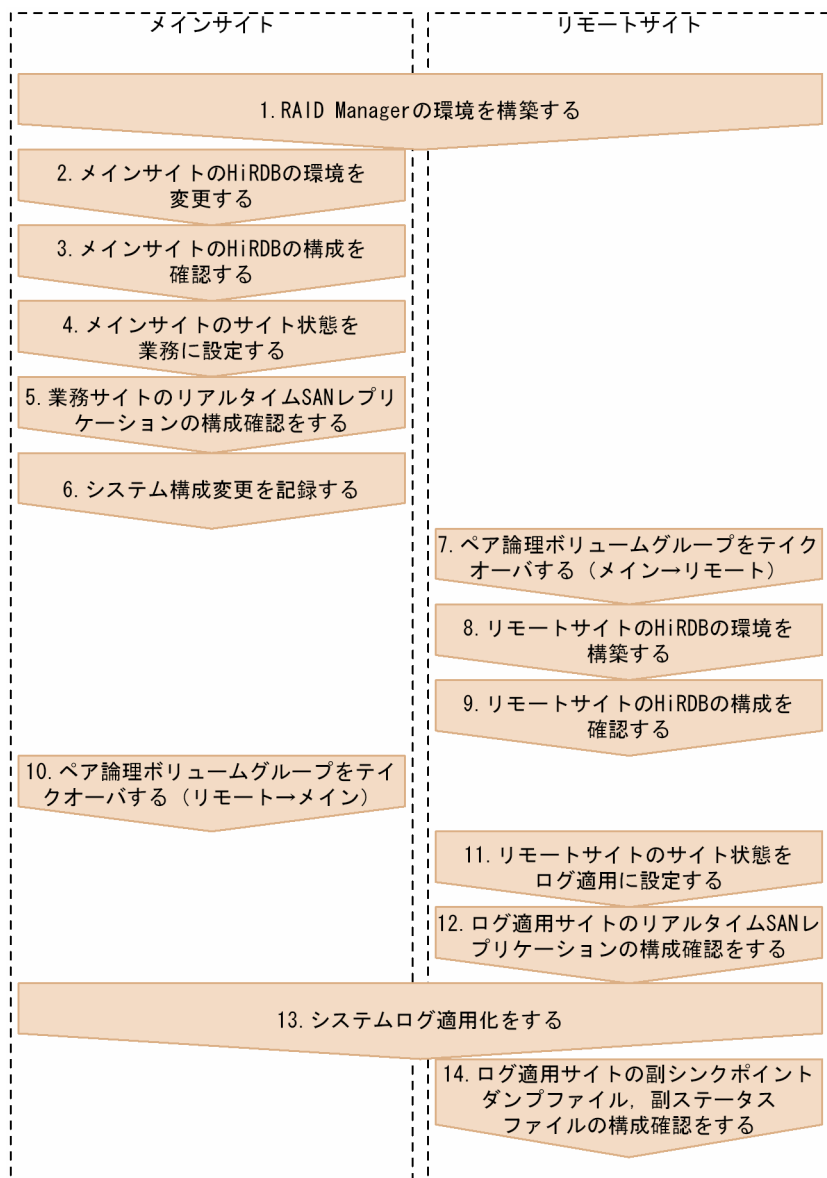 メインサイト
リモートサイト
1.RAID Managerの環境を構築する
2.メインサイトのHiRDBの環境を
変更する
3.メインサイトのHiRDBの構成を
確認する
4.メインサイトのサイト状態を
業務に設定する
5.業務サイトのリアルタイムSANレプリ
ケーションの構成確認をする
6.システム構成変更を記録する
7.ペア論理ボリュームグループをテイク
オーバする（メイン→リモート）
8.リモートサイトのHiRDBの環境を
構築する
9.リモートサイトのHiRDBの構成を
確認する
10.ペア論理ボリュームグループをテイ
クオーバする（リモート→メイン）
11.リモートサイトのサイト状態を
ログ適用に設定する
12.ログ適用サイトのリアルタイムSANレ
プリケーションの構成確認をする
13.システムログ適用化をする
14.ログ適用サイトの副シンクポイント
ダンプファイル，副ステータス
ファイルの構成確認をする